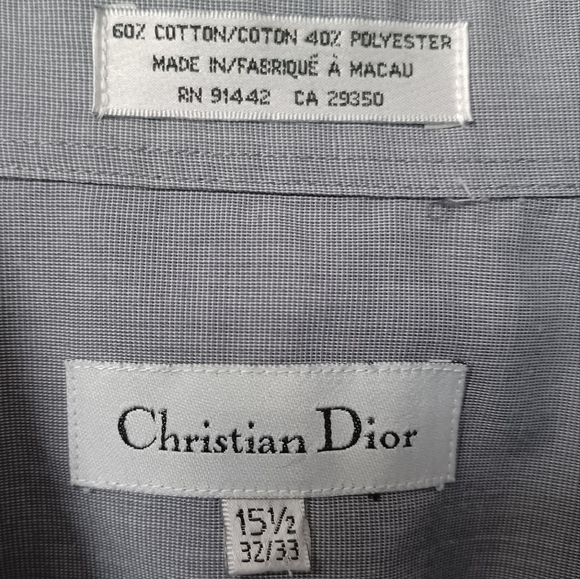 60% COTTON/COTON 40% POLYESTER
MADE IN/FABRIQUÉ À MACAU
RN 91442 CA 29350
Christian Dior
15½
32/33